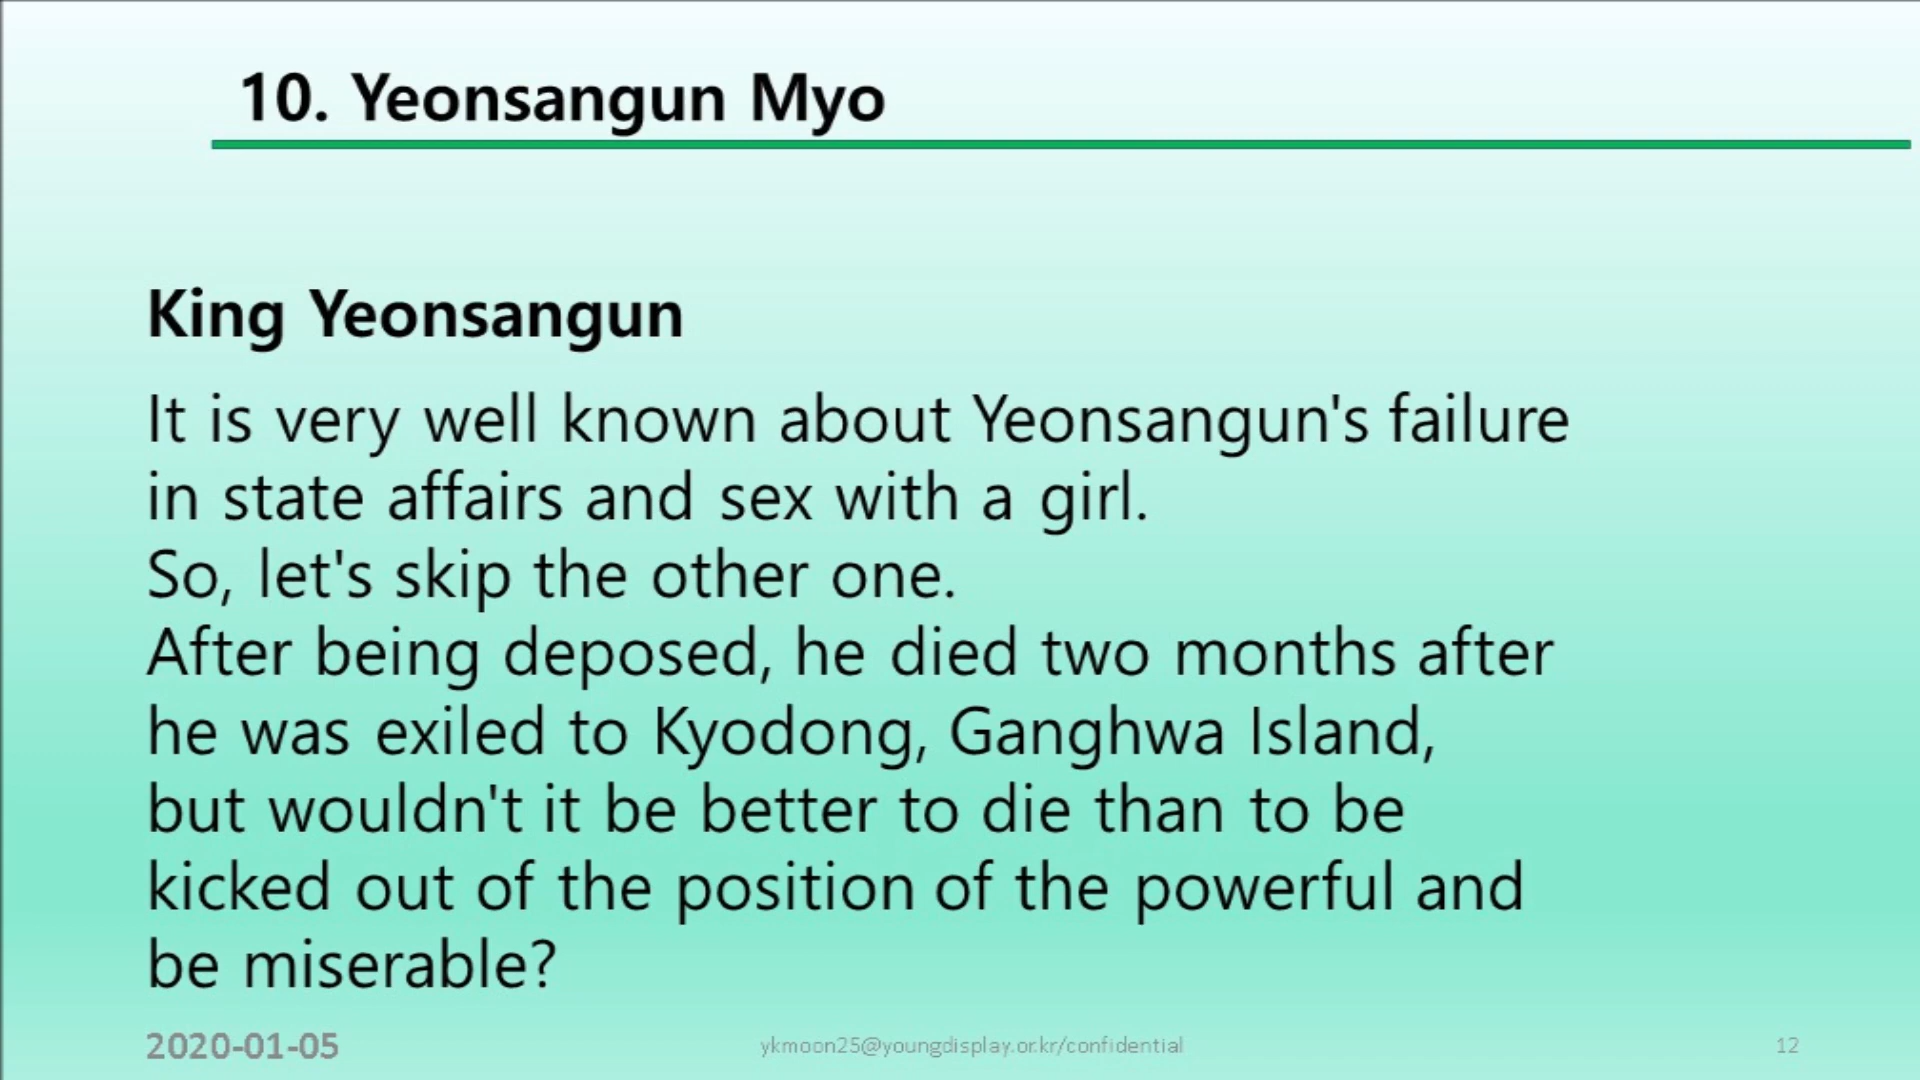 10. Yeonsangun Myo
King Yeonsangun
It is very well known about Yeonsangun's failure
in state affairs and sex with a girl.
So, let's skip the other one.
After being deposed, he died two months after
he was exiled to Kyodong, Ganghwa Island,
but wouldn't it be better to die than to be
kicked out of the position of the powerful and
be miserable?
2020-01-05
ykmoon25@youngdisplay.or.kr/confidential
12